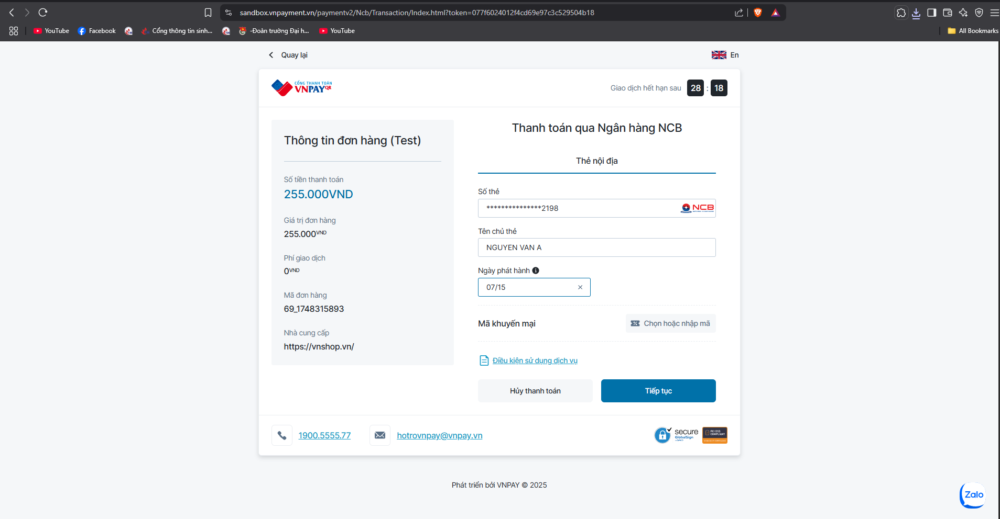 sandbox.vnpayment.vn/paymentv2/Ncb/Transaction/Index.html?token=077f6024012f4cd69e97c3c529504b18
YouTube
Facebook
Cổng thông tin sinh...
-Đoàn trường Đại h...
YouTube
All Bookmarks
Quay lại
En
CỔNG THANH TOÁN
VNPAYQR
Giao dịch hết hạn sau 28 : 18
Thông tin đơn hàng (Test)
Số tiền thanh toán
255.000VND
Giá trị đơn hàng
255.000VND
Phí giao dịch
0VND
Mã đơn hàng
69_1748315893
Nhà cung cấp
https://vnshop.vn/
Thanh toán qua Ngân hàng NCB
Thẻ nội địa
Số thẻ
***************2198
NCB
Tên chủ thẻ
NGUYEN VAN A
Ngày phát hành
07/15
Mã khuyến mại
Chọn hoặc nhập mã
Điều kiện sử dụng dịch vụ
Hủy thanh toán
Tiếp tục
1900.5555.77
hotrovnpay@vnpay.vn
secure
GlobalSign
PCI DSS
COMPLIANT
Phát triển bởi VNPAY © 2025
Zalo